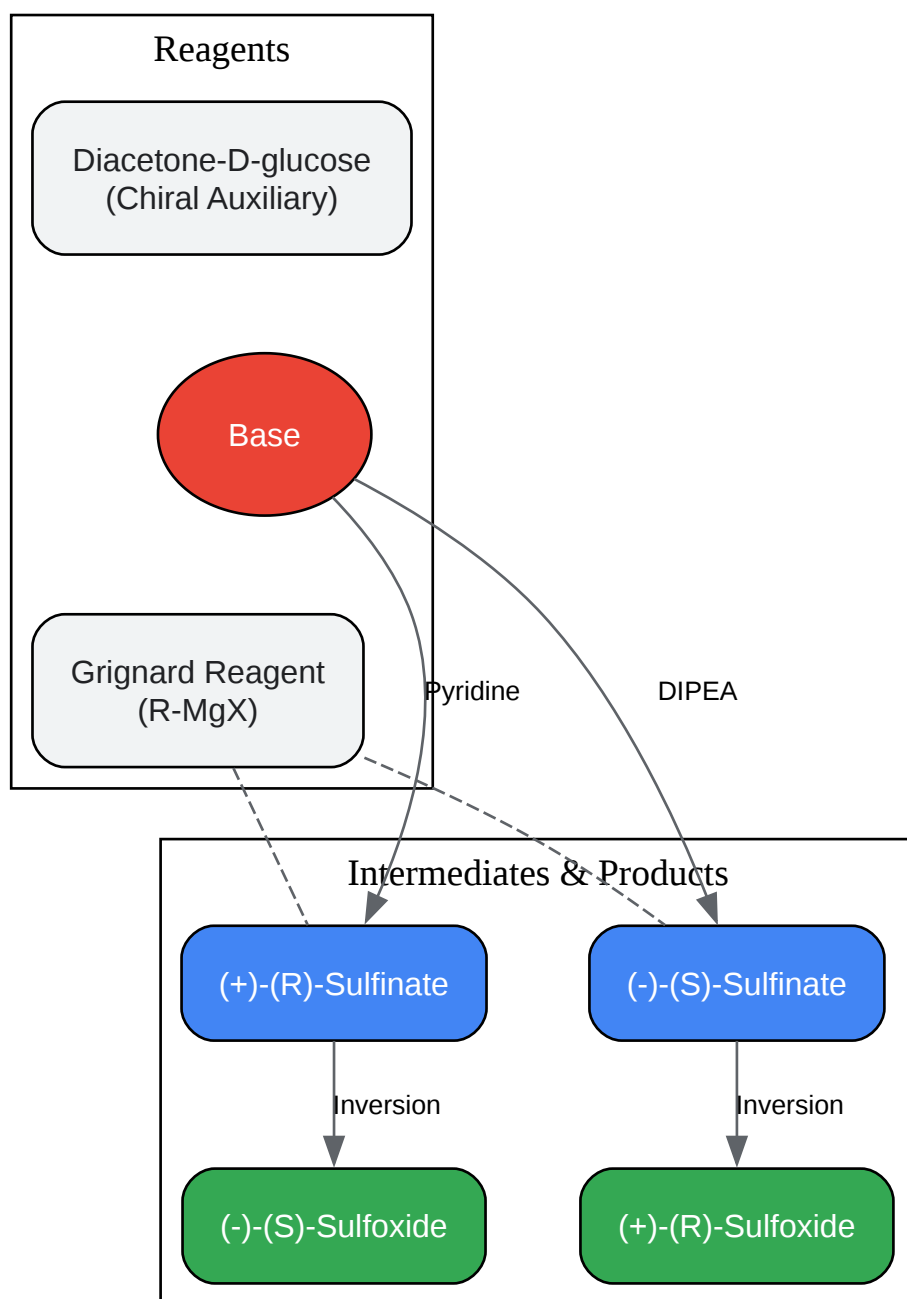 Reagents
Diacetone-D-glucose
(Chiral Auxiliary)
Base
Grignard Reagent
(R-MgX)
Pyridine
DIPEA
Intermediates & Products
(+)-(R)-Sulfinate
(-)-(S)-Sulfinate
Inversion
Inversion
(-)-(S)-Sulfoxide
(+)-(R)-Sulfoxide